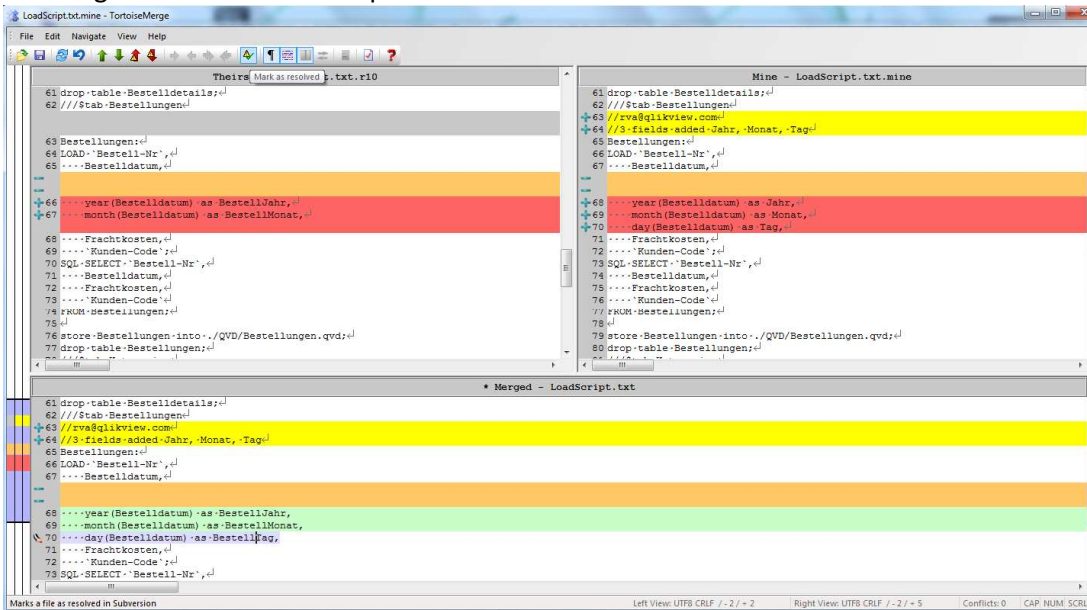 LoadScript.txt.mine - TortoiseMerge
File Edit Navigate View Help
Theirs
Mark as resolved
t.txt.r10
61 drop·table·Bestelldetails;↵
62 ///$tab·Bestellungen↵
63 Bestellungen:↵
64 LOAD·`Bestell-Nr`,↵
65 ····Bestelldatum,↵
66 ····year(Bestelldatum)·as·BestellJahr,↵
67 ····month(Bestelldatum)·as·BestellMonat,↵
68 ····Frachtkosten,↵
69 ····`Kunden-Code`;↵
70 SQL·SELECT·`Bestell-Nr`,↵
71 ····Bestelldatum,↵
72 ····Frachtkosten,↵
73 ····`Kunden-Code`↵
74 FROM·Bestellungen;↵
75 ↵
76 store·Bestellungen·into·./QVD/Bestellungen.qvd;↵
77 drop·table·Bestellungen;↵
Mine - LoadScript.txt.mine
61 drop·table·Bestelldetails;↵
62 ///$tab·Bestellungen↵
63 //rva@qlikview.com↵
64 //3·fields·added·Jahr,·Monat,·Tag↵
65 Bestellungen:↵
66 LOAD·`Bestell-Nr`,↵
67 ····Bestelldatum,↵
68 ····year(Bestelldatum)·as·Jahr,↵
69 ····month(Bestelldatum)·as·Monat,↵
70 ····day(Bestelldatum)·as·Tag,↵
71 ····Frachtkosten,↵
72 ····`Kunden-Code`;↵
73 SQL·SELECT·`Bestell-Nr`,↵
74 ····Bestelldatum,↵
75 ····Frachtkosten,↵
76 ····`Kunden-Code`↵
77 FROM·Bestellungen;↵
78 ↵
79 store·Bestellungen·into·./QVD/Bestellungen.qvd;↵
80 drop·table·Bestellungen;↵
* Merged - LoadScript.txt
61 drop·table·Bestelldetails;↵
62 ///$tab·Bestellungen↵
63 //rva@qlikview.com↵
64 //3·fields·added·Jahr,·Monat,·Tag↵
65 Bestellungen:↵
66 LOAD·`Bestell-Nr`,↵
67 ····Bestelldatum,↵
68 ····year(Bestelldatum)·as·BestellJahr,
69 ····month(Bestelldatum)·as·BestellMonat,
70 ····day(Bestelldatum)·as·BestellTag,
71 ····Frachtkosten,↵
72 ····`Kunden-Code`;↵
73 SQL·SELECT·`Bestell-Nr`,↵
Marks a file as resolved in Subversion
Left View: UTF8 CRLF / - 2 / + 2
Right View: UTF8 CRLF / - 2 / + 5
Conflicts: 0
CAP NUM SCRL